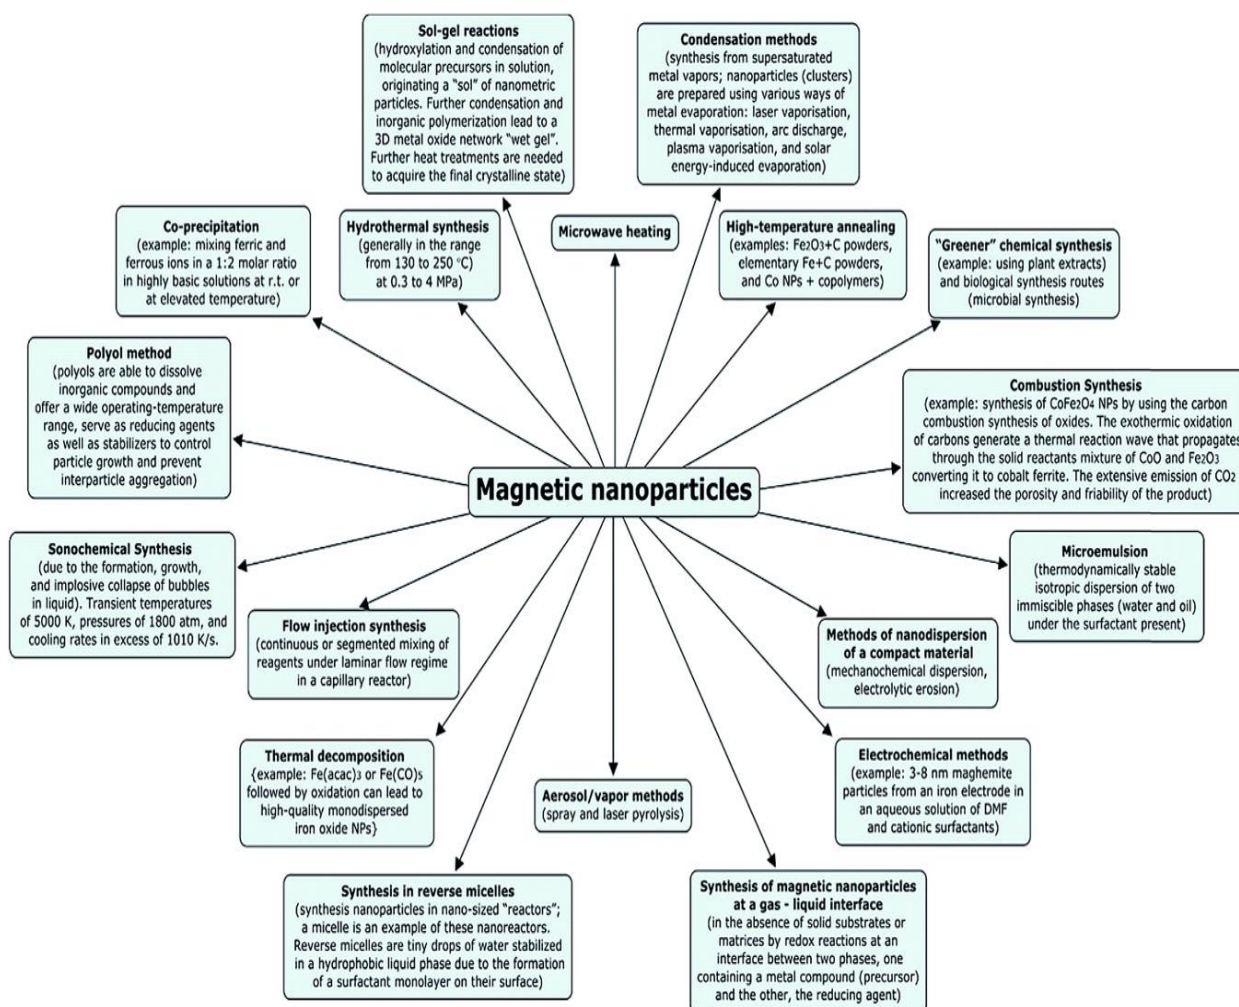 Sol-gel reactions
(hydroxylation and condensation of
molecular precursors in solution,
originating a “sol” of nanometric
particles. Further condensation and
inorganic polymerization lead to a
3D metal oxide network “wet gel”.
Further heat treatments are needed
to acquire the final crystalline state)
Condensation methods
(synthesis from supersaturated
metal vapors; nanoparticles (clusters)
are prepared using various ways of
metal evaporation: laser vaporisation,
thermal vaporisation, arc discharge,
plasma vaporisation, and solar
energy-induced evaporation)
Co-precipitation
(example: mixing ferric and
ferrous ions in a 1:2 molar ratio
in highly basic solutions at r.t. or
at elevated temperature)
Hydrothermal synthesis
(generally in the range
from 130 to 250 °C)
at 0.3 to 4 MPa)
Microwave heating
High-temperature annealing
(examples: Fe2O3+C powders,
elementary Fe+C powders,
and Co NPs + copolymers)
“Greener” chemical synthesis
(example: using plant extracts)
and biological synthesis routes
(microbial synthesis)
Polyol method
(polyols are able to dissolve
inorganic compounds and
offer a wide operating-temperature
range, serve as reducing agents
as well as stabilizers to control
particle growth and prevent
interparticle aggregation)
Combustion Synthesis
(example: synthesis of CoFe2O4 NPs by using the carbon
combustion synthesis of oxides. The exothermic oxidation
of carbons generate a thermal reaction wave that propagates
through the solid reactants mixture of CoO and Fe2O3
converting it to cobalt ferrite. The extensive emission of CO2
increased the porosity and friability of the product)
Magnetic nanoparticles
Sonochemical Synthesis
(due to the formation, growth,
and implosive collapse of bubbles
in liquid). Transient temperatures
of 5000 K, pressures of 1800 atm, and
cooling rates in excess of 1010 K/s.
Microemulsion
(thermodynamically stable
isotropic dispersion of two
immiscible phases (water and oil)
under the surfactant present)
Flow injection synthesis
(continuous or segmented mixing of
reagents under laminar flow regime
in a capillary reactor)
Methods of nanodispersion
of a compact material
(mechanochemical dispersion,
electrolytic erosion)
Thermal decomposition
{example: Fe(acac)3 or Fe(CO)5
followed by oxidation can lead to
high-quality monodispersed
iron oxide NPs}
Aerosol/vapor methods
(spray and laser pyrolysis)
Electrochemical methods
(example: 3-8 nm maghemite
particles from an iron electrode in
an aqueous solution of DMF
and cationic surfactants)
Synthesis in reverse micelles
(synthesis nanoparticles in nano-sized “reactors”;
a micelle is an example of these nanoreactors.
Reverse micelles are tiny drops of water stabilized
in a hydrophobic liquid phase due to the formation
of a surfactant monolayer on their surface)
Synthesis of magnetic nanoparticles
at a gas - liquid interface
(in the absence of solid substrates or
matrices by redox reactions at an
interface between two phases, one
containing a metal compound (precursor)
and the other, the reducing agent)